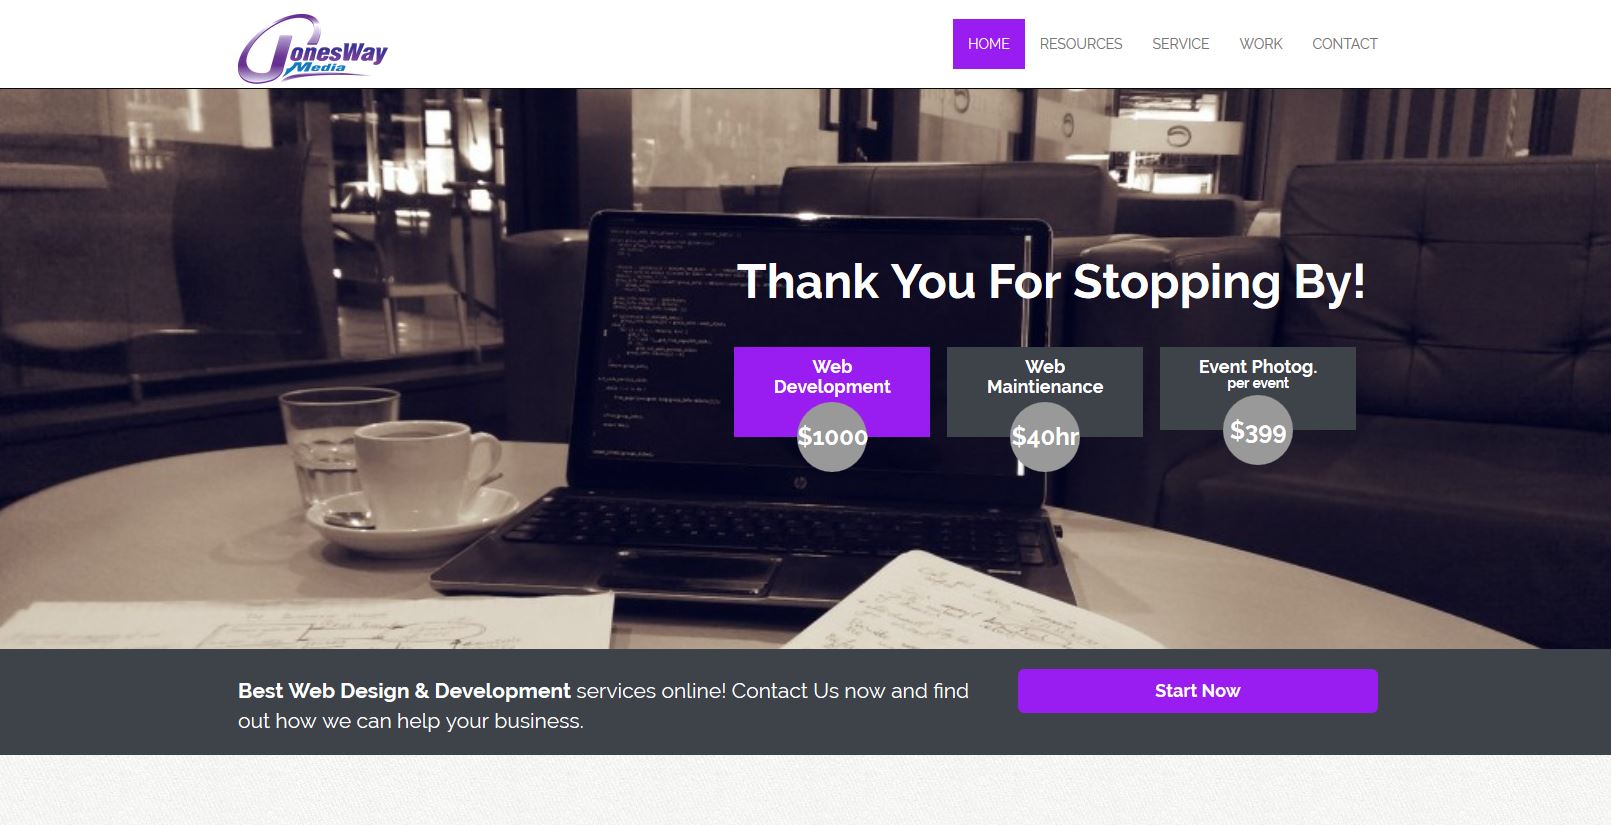 JonesWay
Media
HOME
RESOURCES
SERVICE
WORK
CONTACT
Thank You For Stopping By!
Web
Development
$1000
Web
Maintienance
$40hr
Event Photog.
per event
$399
hp
Best Web Design & Development services online! Contact Us now and find
out how we can help your business.
Start Now